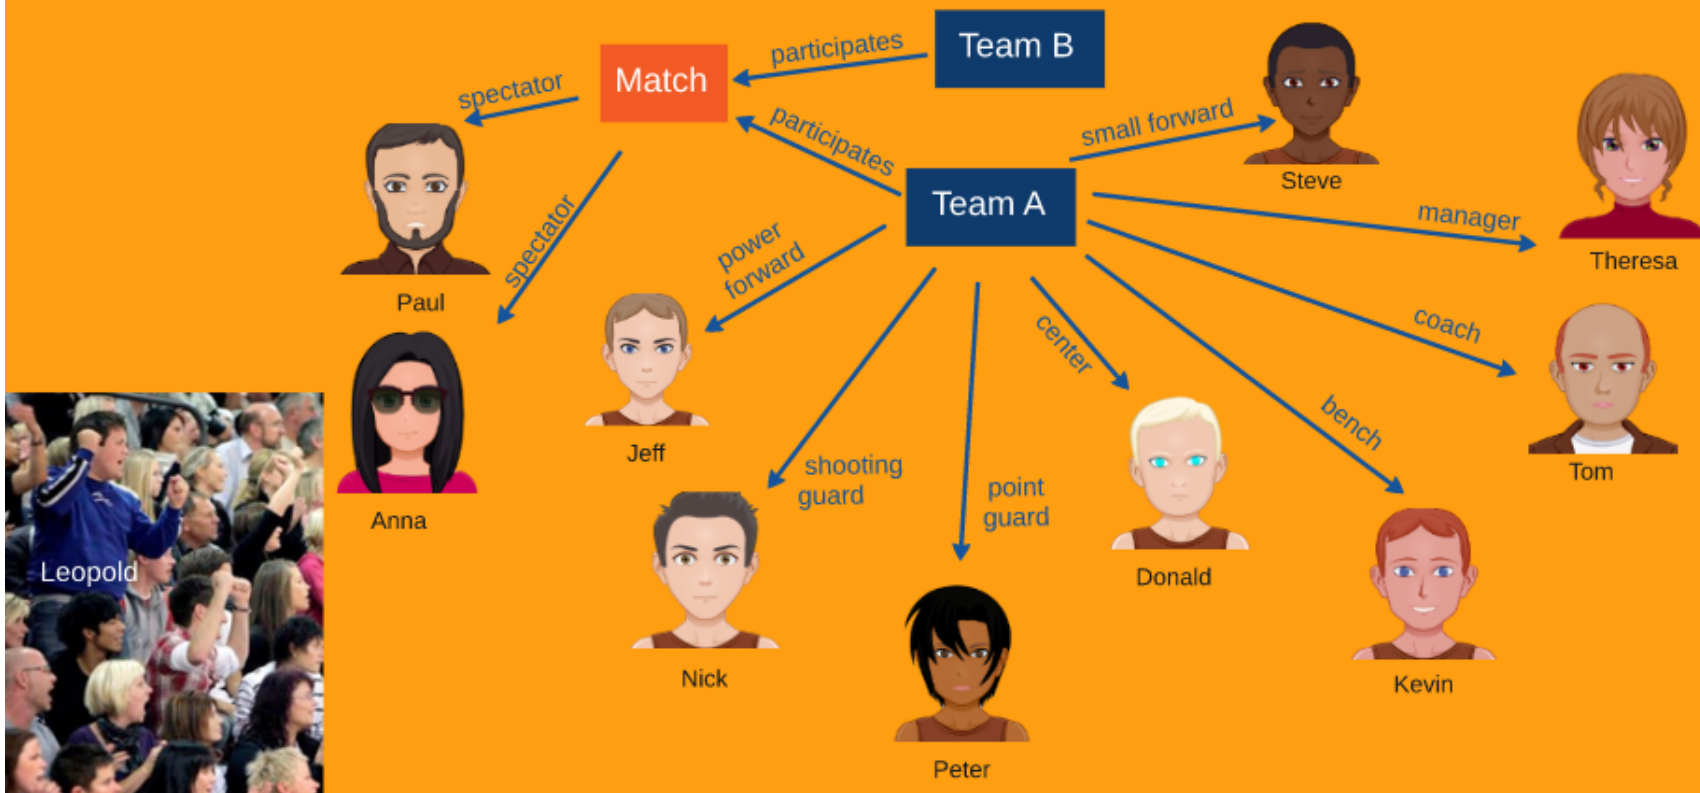 Team B
participates
Match
spectator
participates
small forward
Steve
Team A
manager
Theresa
spectator
Paul
power
forward
coach
center
Anna
Jeff
bench
Tom
shooting
guard
point
guard
Leopold
Donald
Nick
Kevin
Peter